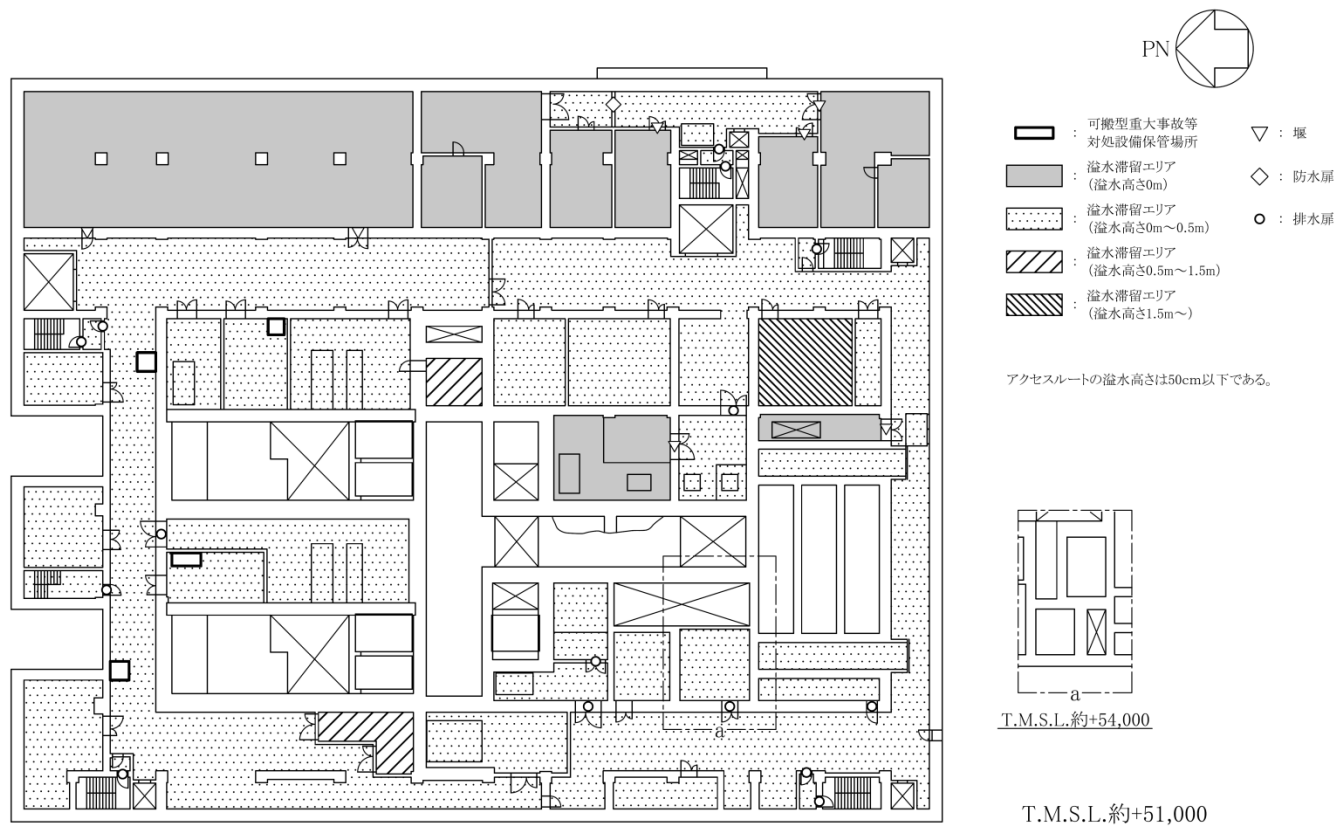 PN
： 可搬型重大事故等
対処設備保管場所
： 溢水滞留エリア
（溢水高さ0m）
： 溢水滞留エリア
（溢水高さ0m～0.5m）
： 溢水滞留エリア
（溢水高さ0.5m～1.5m）
： 溢水滞留エリア
（溢水高さ1.5m～）
： 堰
： 防水扉
： 排水扉
アクセスルートの溢水高さは50cm以下である。
a
a
T.M.S.L.約+54,000
T.M.S.L.約+51,000